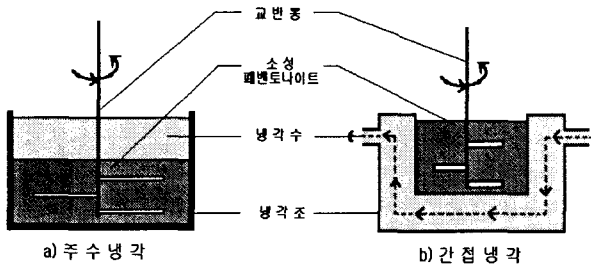 교반봉
소성
폐벤토나이트
냉각수
냉각조
a) 주수냉각
b) 간접냉각